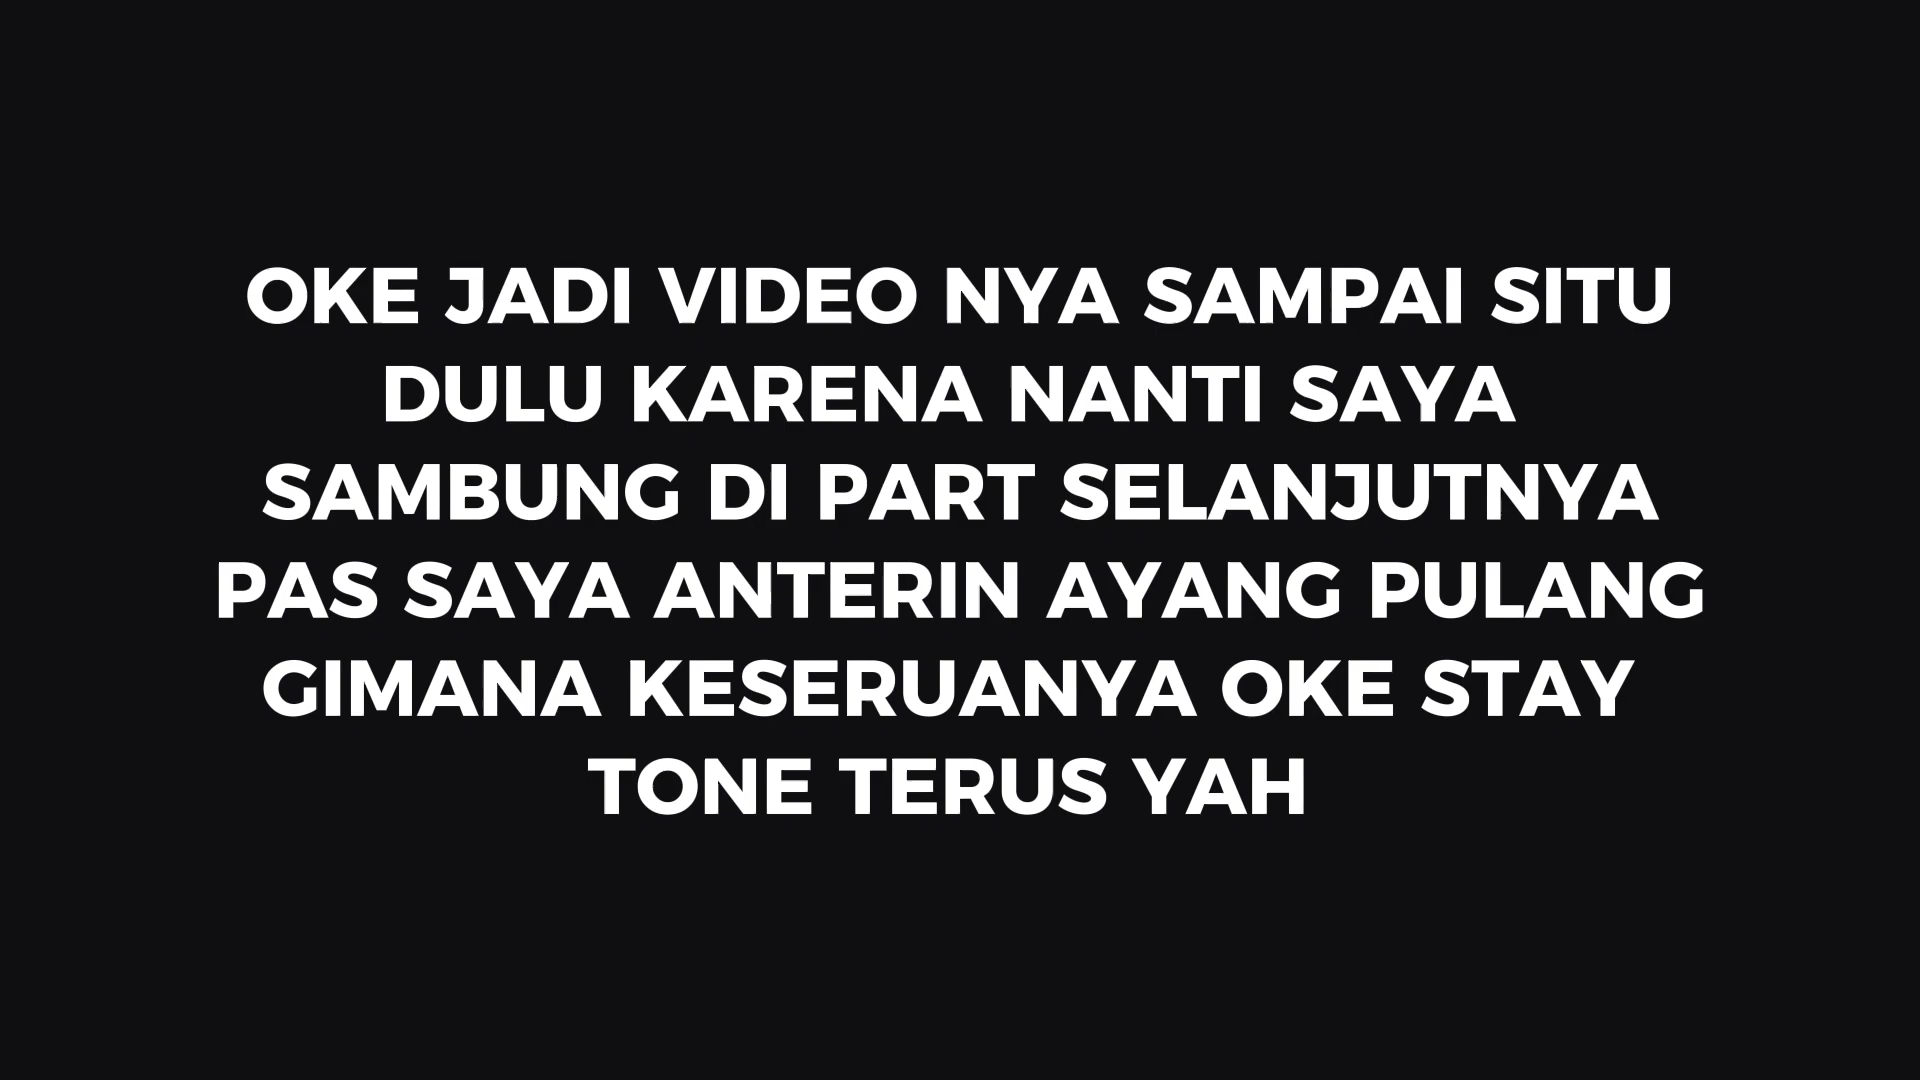 OKE JADI VIDEO NYA SAMPAI SITU
DULU KARENA NANTI SAYA
SAMBUNG DI PART SELANJUTNYA
PAS SAYA ANTERIN AYANG PULANG
GIMANA KESERUANYA OKE STAY
TONE TERUS YAH